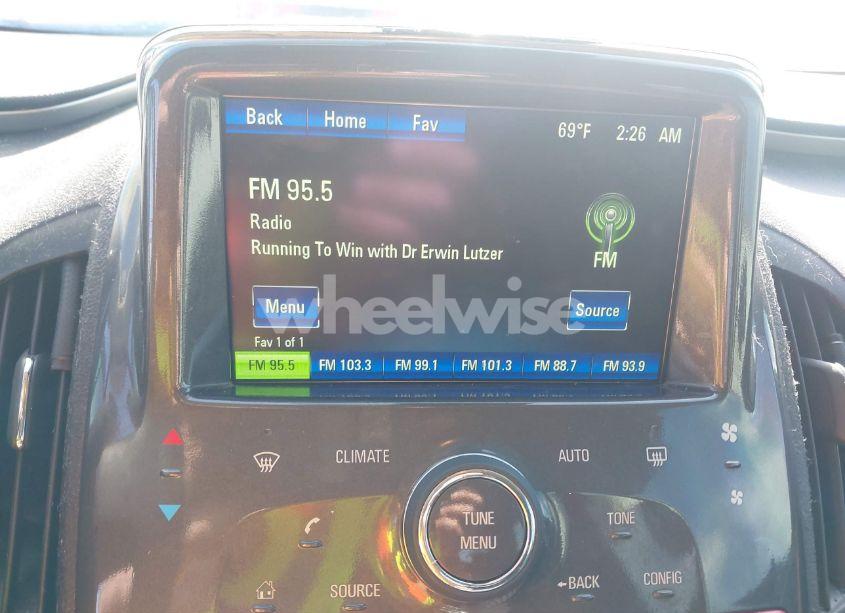 Back Home Fav 69°F 2:26 AM
FM 95.5
Radio
Running To Win with Dr Erwin Lutzer
FM
Menu wheelwise Source
Fav 1 of 1
FM 95.5 FM 103.3 FM 99.1 FM 101.3 FM 88.7 FM 93.9
CLIMATE AUTO
TUNE TONE
MENU
SOURCE BACK CONFIG